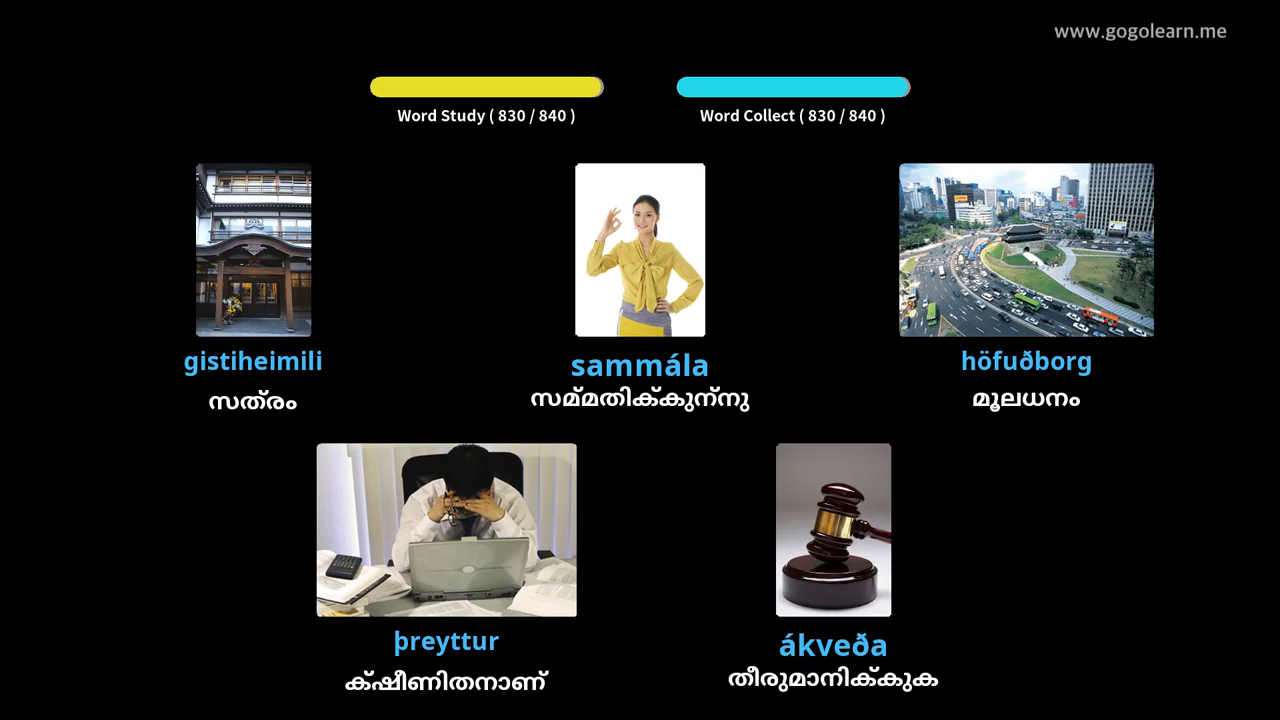 www.gogolearn.me
Word Study ( 830 / 840 )
Word Collect ( 830 / 840 )
gistiheimili
sammála
höfuðborg
സത്രം
സമ്മതിക്കുന്നു
മൂലധനം
þreyttur
ákveða
ക്ഷീണിതനാണ്
തീരുമാനിക്കുക